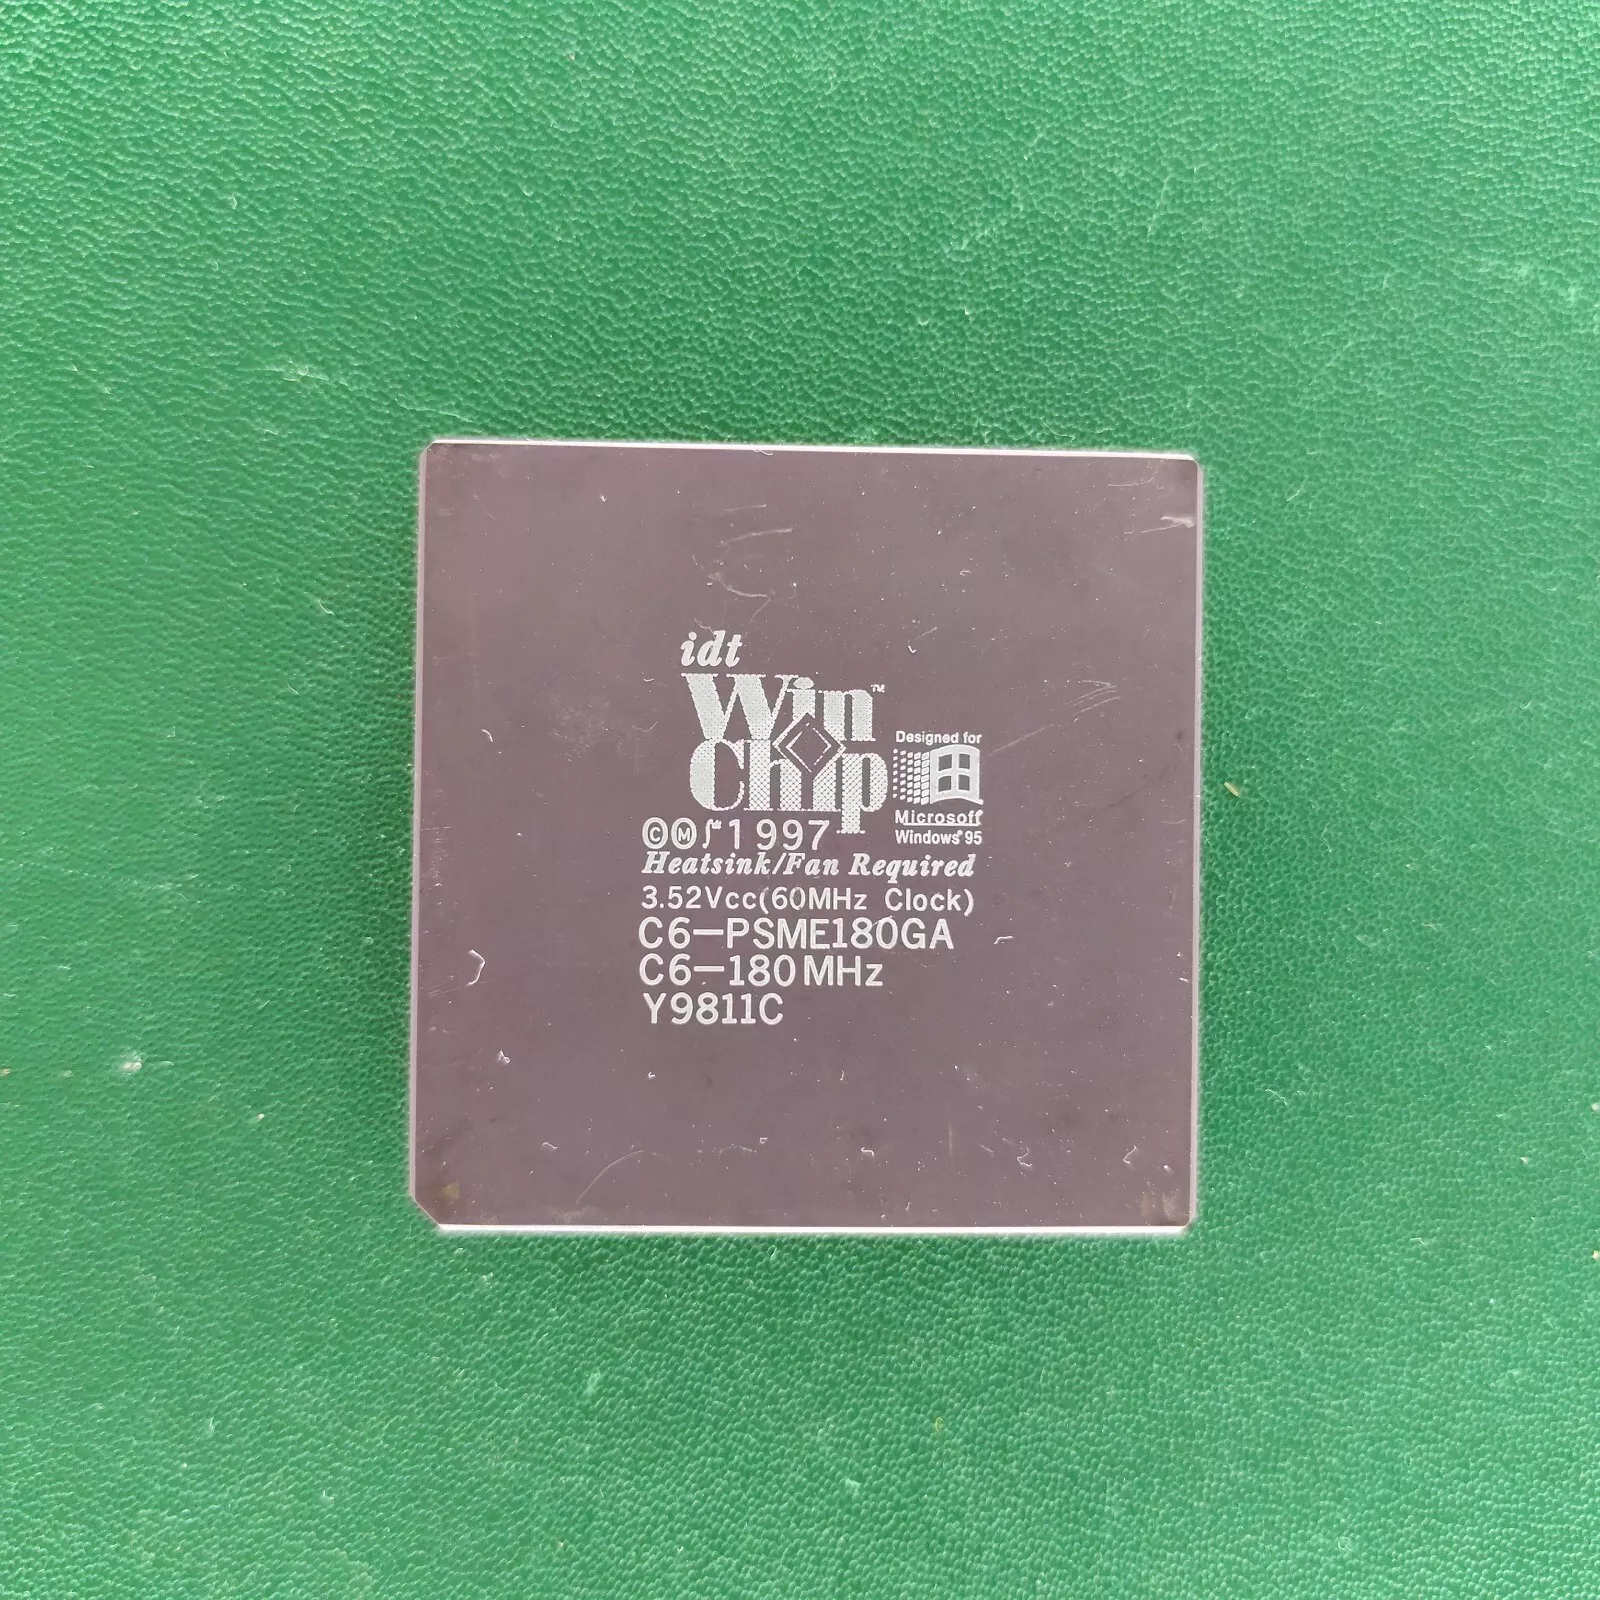 idt
Win™
Chip
Designed for
Microsoft
Windows® 95
©Ⓜ 1997
Heatsink/Fan Required
3.52Vcc(60MHz Clock)
C6-PSME180GA
C6-180MHz
Y9811C